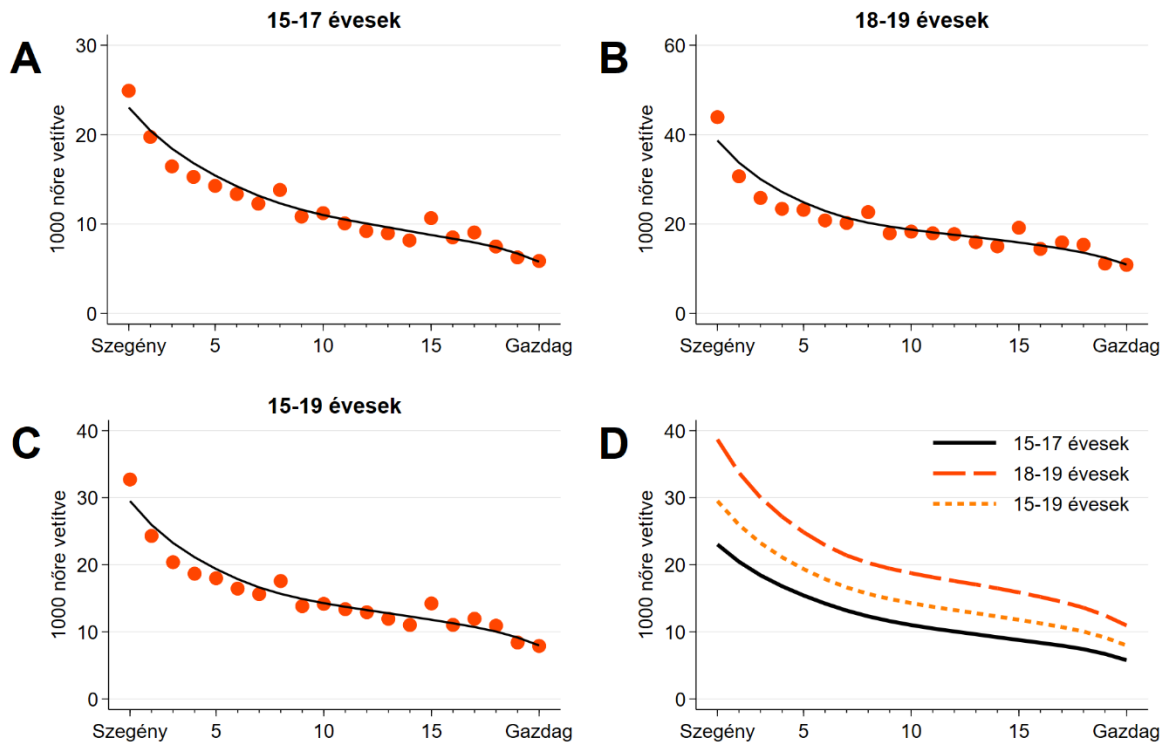 A
15-17 évesek
1000 nőre vetítve
30
20
10
0
Szegény 5 10 15 Gazdag
B
18-19 évesek
1000 nőre vetítve
60
40
20
0
Szegény 5 10 15 Gazdag
C
15-19 évesek
1000 nőre vetítve
40
30
20
10
0
Szegény 5 10 15 Gazdag
D
15-17 évesek
18-19 évesek
15-19 évesek
1000 nőre vetítve
40
30
20
10
0
Szegény 5 10 15 Gazdag